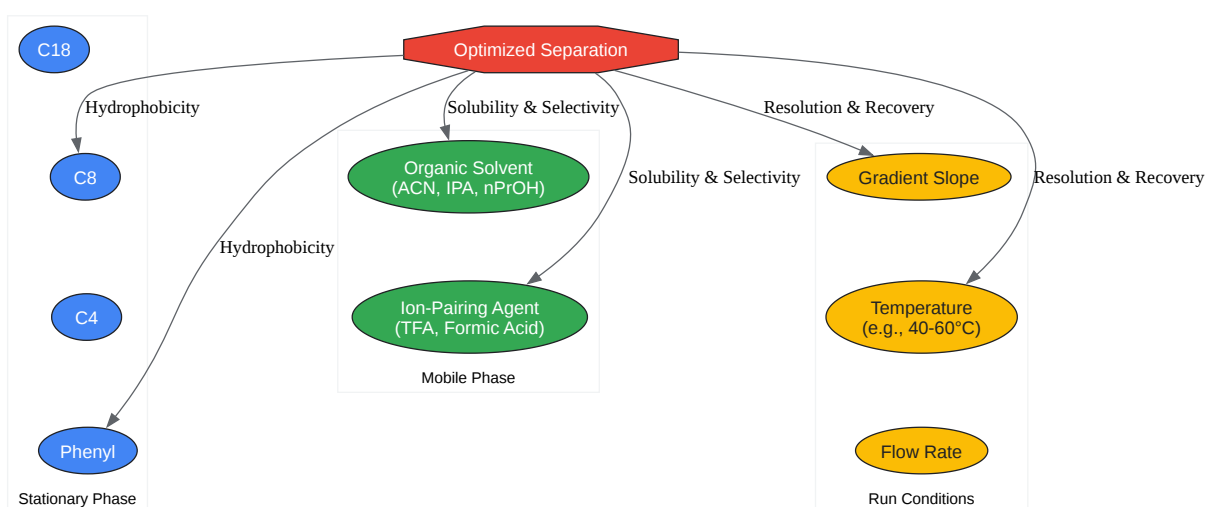 C18
Optimized Separation
Hydrophobicity
Solubility & Selectivity
Resolution & Recovery
C8
Organic Solvent
(ACN, IPA, nPrOH)
Solubility & Selectivity
Gradient Slope
Resolution & Recovery
Hydrophobicity
C4
Ion-Pairing Agent
(TFA, Formic Acid)
Temperature
(e.g., 40-60°C)
Mobile Phase
Phenyl
Flow Rate
Stationary Phase
Run Conditions